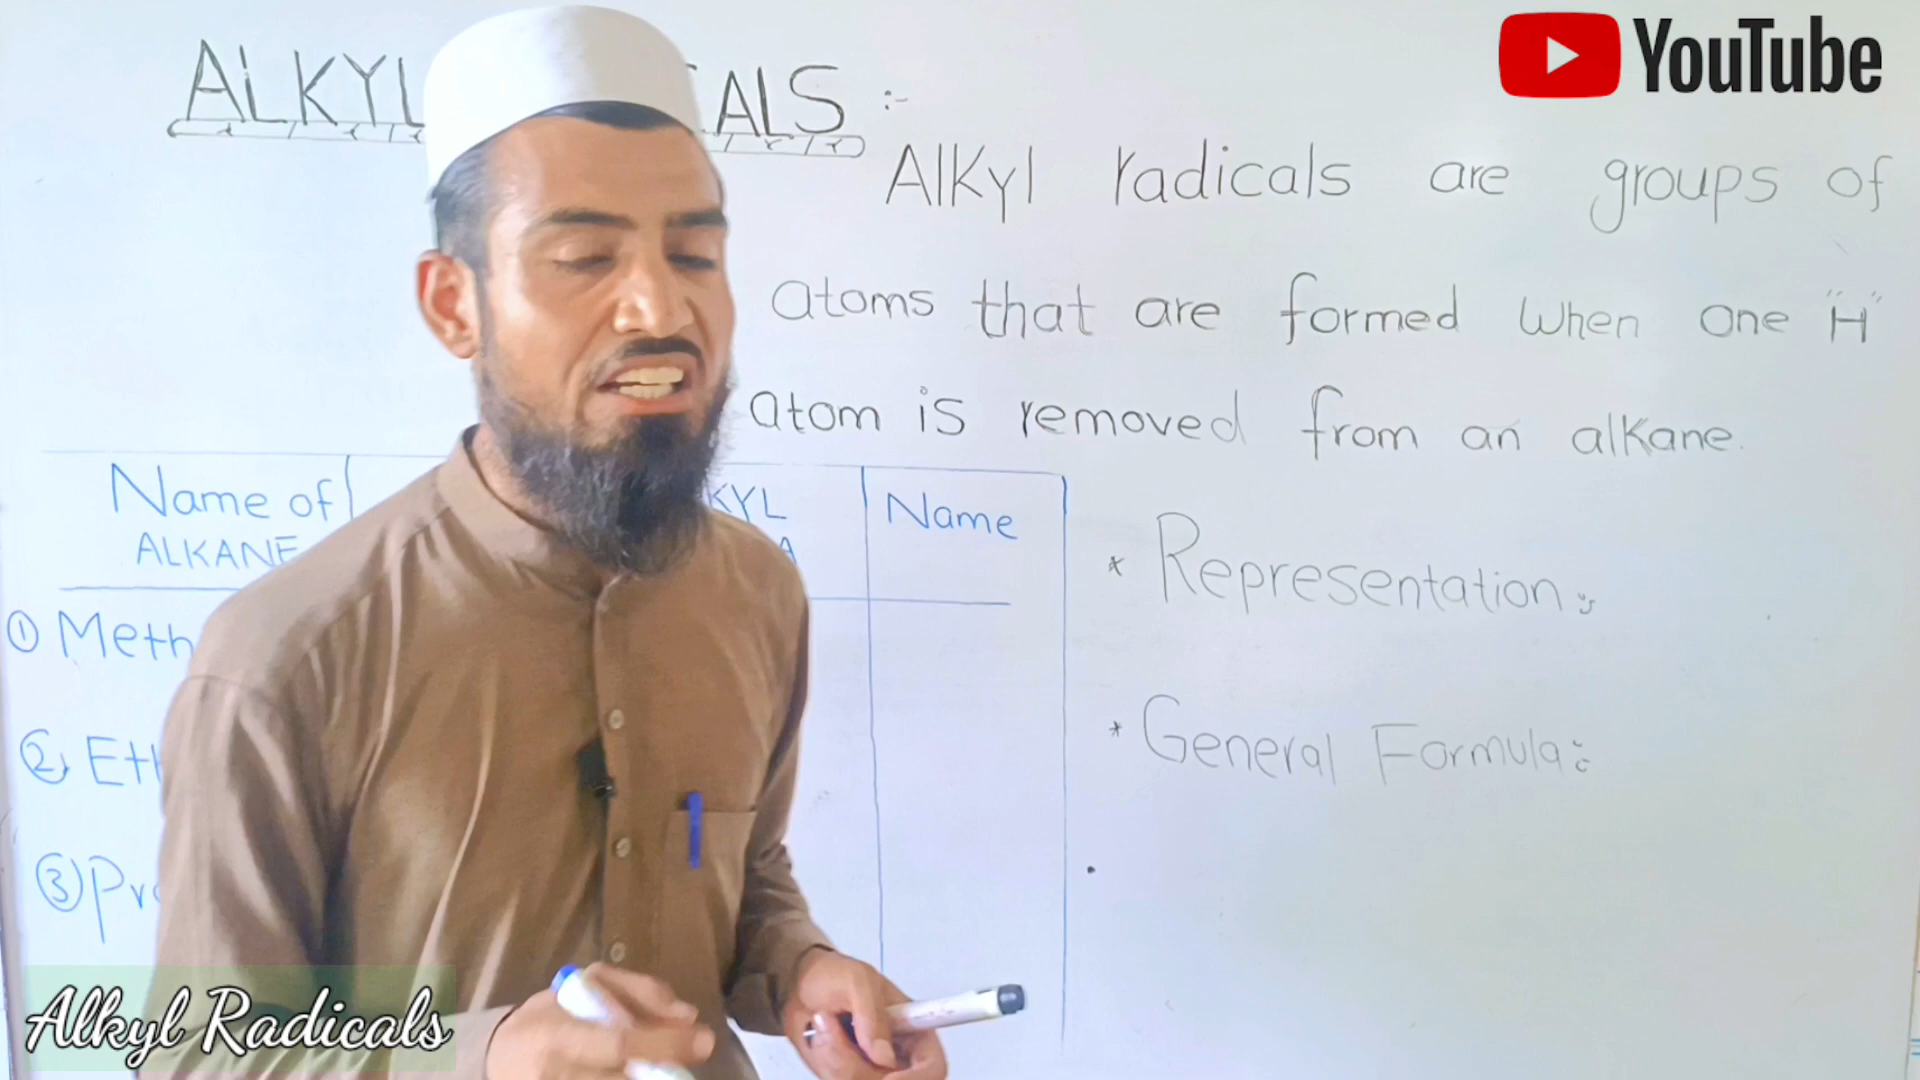 YouTube
ALKYL ALS :-
Alkyl radicals are groups of
atoms that are formed when one "H"
atom is removed from an alkane.
Name of KYL Name
ALKANE A
① Meth
② Eth
③ Pro
* Representation:
* General Formula:
Alkyl Radicals